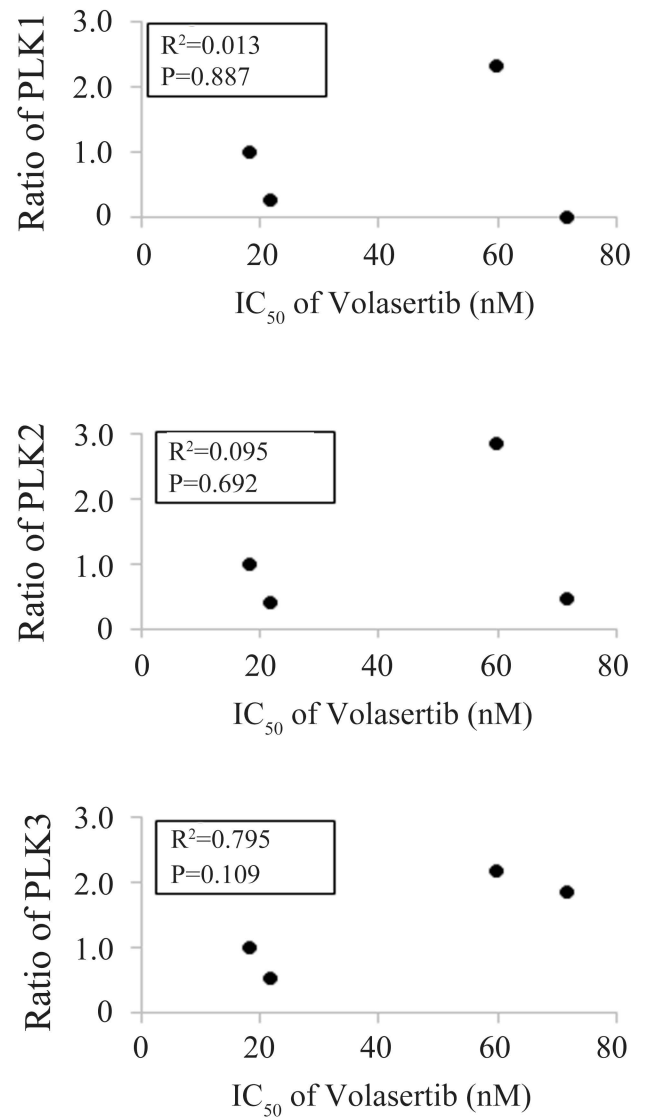 Ratio of PLK1
3.0
2.0
1.0
0
R²=0.013
P=0.887
0 20 40 60 80
IC₅₀ of Volasertib (nM)
Ratio of PLK2
3.0
2.0
1.0
0
R²=0.095
P=0.692
0 20 40 60 80
IC₅₀ of Volasertib (nM)
Ratio of PLK3
3.0
2.0
1.0
0
R²=0.795
P=0.109
0 20 40 60 80
IC₅₀ of Volasertib (nM)